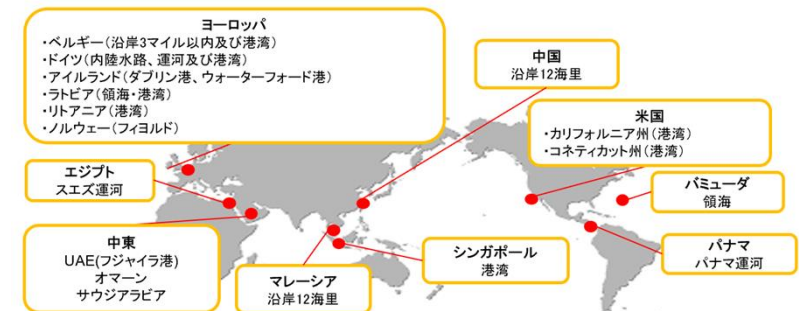 ヨーロッパ
・ベルギー(沿岸3マイル以内及び港湾)
・ドイツ(内陸水路、運河及び港湾)
・アイルランド(ダブリン港、ウォーターフォード港)
・ラトビア(領海・港湾)
・リトアニア(港湾)
・ノルウェー(フィヨルド)
中国
沿岸12海里
米国
・カリフォルニア州(港湾)
・コネティカット州(港湾)
エジプト
スエズ運河
バミューダ
領海
中東
UAE(フジャイラ港)
オマーン
サウジアラビア
マレーシア
沿岸12海里
シンガポール
港湾
パナマ
パナマ運河